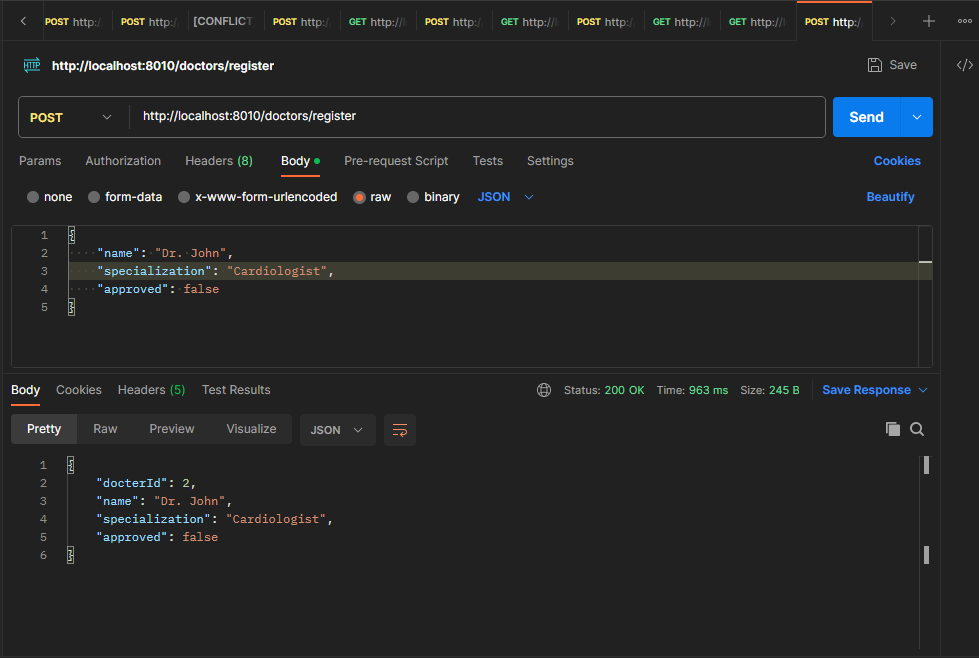 POST http:/ POST http:/ [CONFLICT POST http:/ GET http:// POST http:/ GET http:// POST http:/ GET http:// GET http:// POST http:/
HTTP http://localhost:8010/doctors/register Save </>
POST http://localhost:8010/doctors/register Send
Params Authorization Headers (8) Body Pre-request Script Tests Settings Cookies
none form-data x-www-form-urlencoded raw binary JSON Beautify
1 {
2 "name": "Dr. John",
3 "specialization": "Cardiologist",
4 "approved": false
5 }
Body Cookies Headers (5) Test Results Status: 200 OK Time: 963 ms Size: 245 B Save Response
Pretty Raw Preview Visualize JSON
1 {
2 "docterId": 2,
3 "name": "Dr. John",
4 "specialization": "Cardiologist",
5 "approved": false
6 }